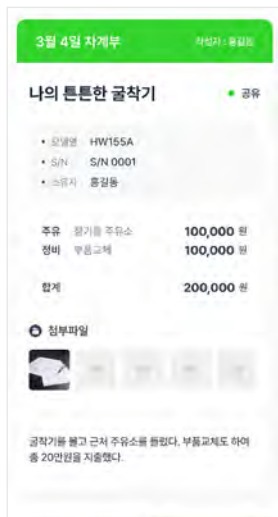 3월 4일 차계부
작성자 : 홍길동
나의 튼튼한 굴착기
공유
모델명 HW155A
S/N S/N 0001
소유자 홍길동
주유 장기동 주유소 100,000 원
정비 부품교체 100,000 원
합계 200,000 원
첨부파일
굴착기를 몰고 근처 주유소를 들렀다. 부품교체도 하여
총 20만원을 지출했다.